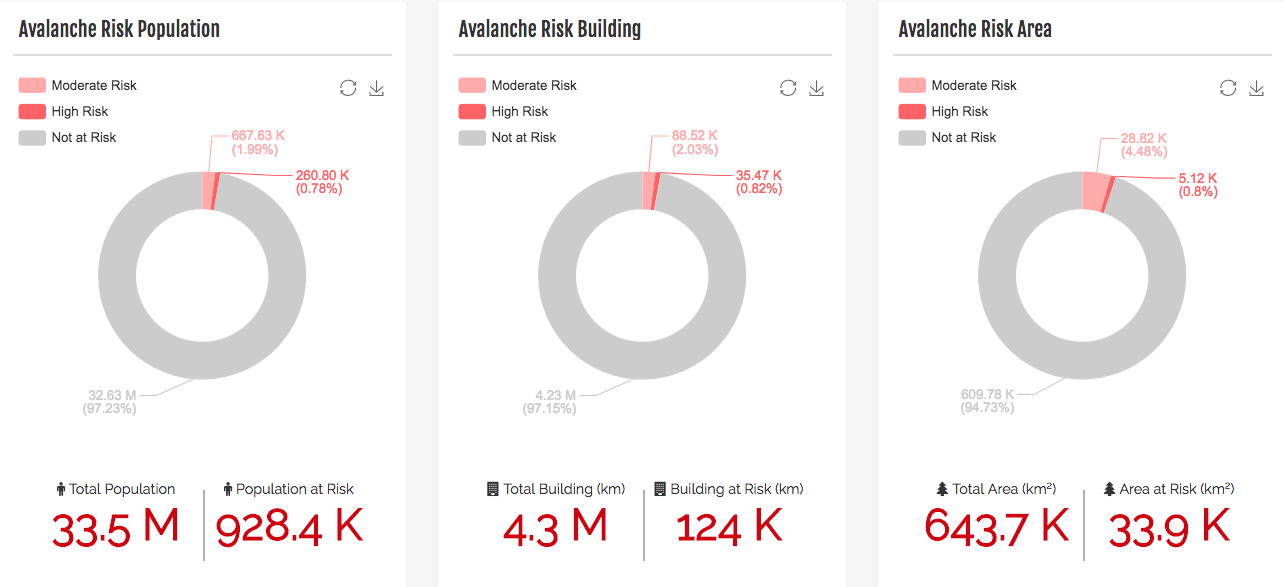 Avalanche Risk Population
Moderate Risk
High Risk
Not at Risk
667.63 K
(1.99%)
260.80 K
(0.78%)
32.63 M
(97.23%)
Total Population
33.5 M
Population at Risk
928.4 K
Avalanche Risk Building
Moderate Risk
High Risk
Not at Risk
88.52 K
(2.03%)
35.47 K
(0.82%)
4.23 M
(97.15%)
Total Building (km)
4.3 M
Building at Risk (km)
124 K
Avalanche Risk Area
Moderate Risk
High Risk
Not at Risk
28.82 K
(4.48%)
5.12 K
(0.8%)
609.78 K
(94.73%)
Total Area (km²)
643.7 K
Area at Risk (km²)
33.9 K